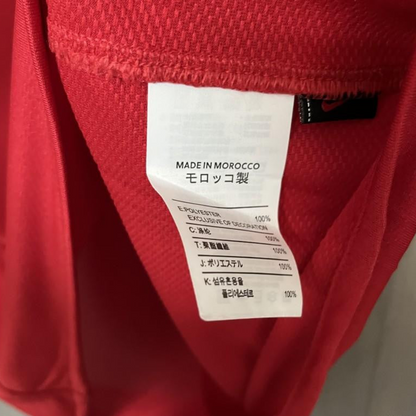 MADE IN MOROCCO
モロッコ製
E: POLYESTER 100%
EXCLUSIVE OF DECORATION
C: 涤纶 100%
T: 聚酯纖維 100%
J: ポリエステル 100%
K: 섬유혼용율
폴리에스테르 100%